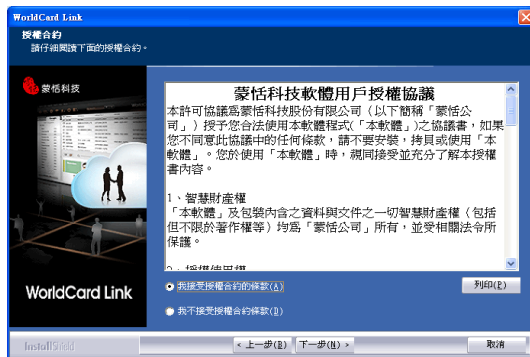 WorldCard Link
授權合約
請仔細閱讀下面的授權合約。
蒙恬科技
蒙恬科技軟體用戶授權協議
本許可協議為蒙恬科技股份有限公司（以下簡稱「蒙恬公
司」）授予您合法使用本軟體程式(「本軟體」)之協議書，如果
您不同意此協議中的任何條款，請不要安裝，拷貝或使用「本
軟體」。您於使用「本軟體」時，視同接受並充分了解本授權
書內容。
1、智慧財產權
「本軟體」及包裝內含之資料與文件之一切智慧財產權（包括
但不限於著作權等）均為「蒙恬公司」所有，並受相關法令所
保護。
2、授權使用權
我接受授權合約的條款(A)
列印(P)
我不接受授權合約條款(D)
WorldCard Link
InstallShield
< 上一步(B)
下一步(N) >
取消